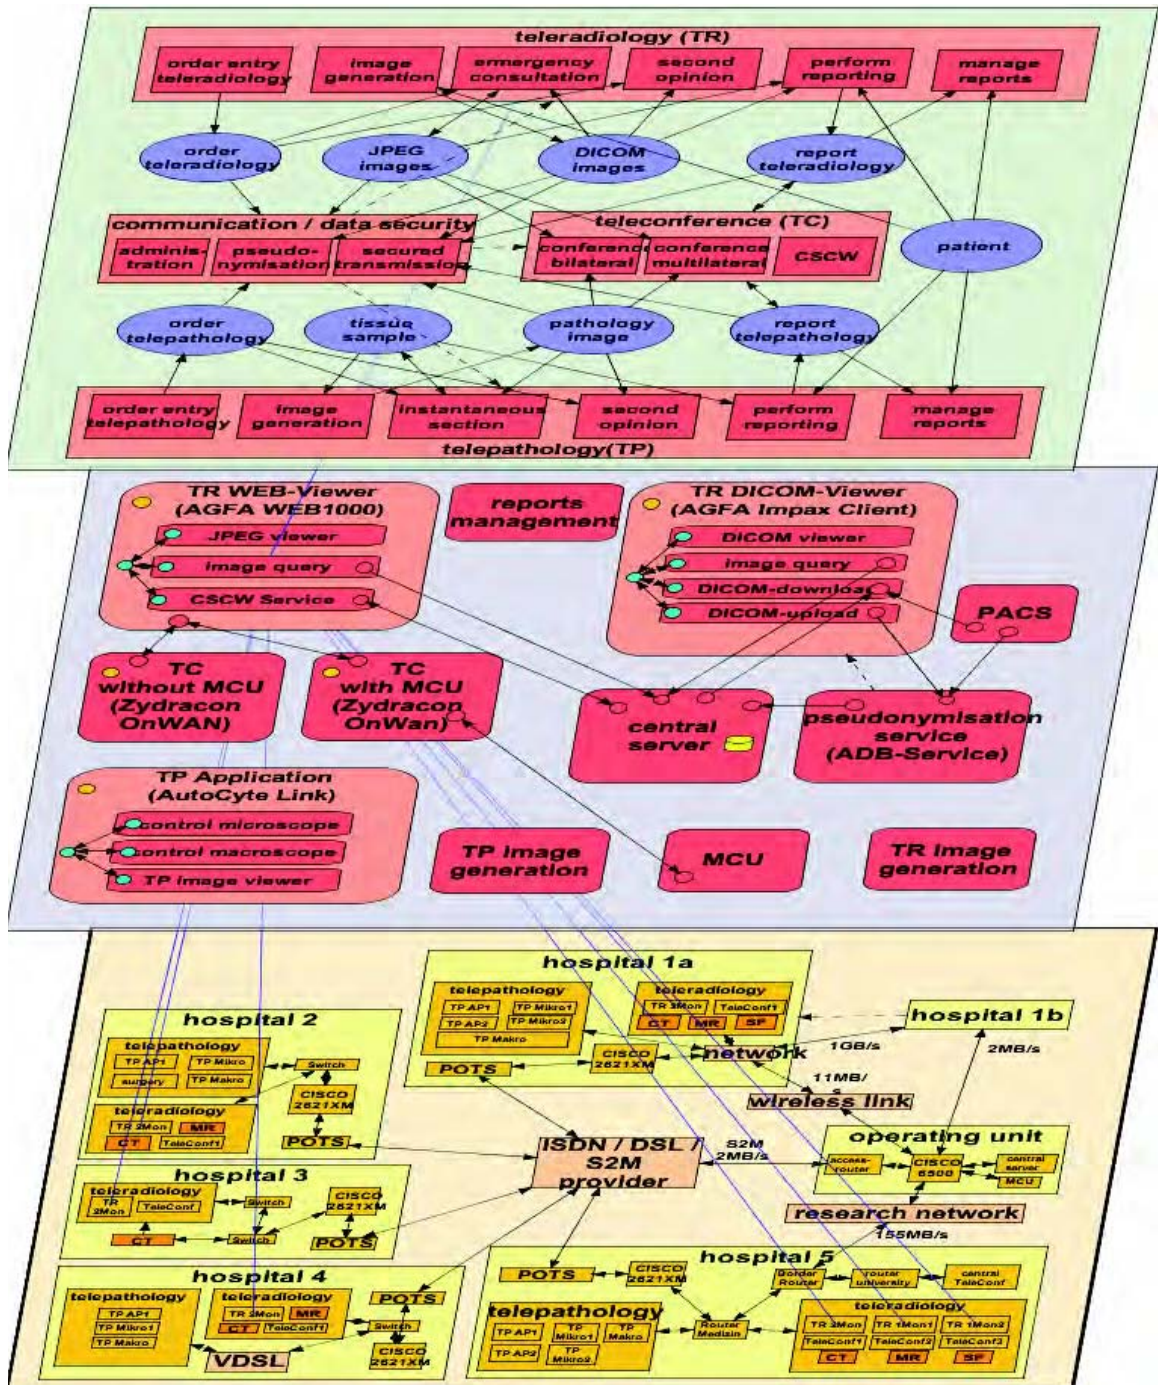 teleradiology (TR)
order entry
teleradiology
image
generation
emergency
consultation
second
opinion
perform
reporting
manage
reports
order
teleradiology
JPEG
images
DICOM
images
report
teleradiology
communication / data security
adminis-
tration
pseudo-
nymisation
secured
transmission
teleconference (TC)
conference
bilateral
conference
multilateral
CSCW
patient
order
telepathology
tissue
sample
pathology
image
report
telepathology
order entry
telepathology
image
generation
instantaneous
section
second
opinion
perform
reporting
manage
reports
telepathology(TP)
TR WEB-Viewer
(AGFA WEB1000)
JPEG viewer
image query
CSCW Service
reports
management
TR DICOM-Viewer
(AGFA Impax Client)
DICOM viewer
image query
DICOM-download
DICOM-upload
PACS
TC
without MCU
(Zydracon
OnWAN)
TC
with MCU
(Zydracon
OnWan)
central
server
pseudonymisation
service
(ADB-Service)
TP Application
(AutoCyte Link)
control microscope
control macroscope
TP image viewer
TP image
generation
MCU
TR image
generation
hospital 1a
telepathology
TP AP1
TP Mikro1
TP AP2
TP Mikro2
TP Makro
teleradiology
TR 2Mon
TeleConf1
CT
MR
SF
POTS
CISCO
2621XM
network
1GB/s
hospital 1b
2MB/s
11MB/
s
wireless link
hospital 2
telepathology
TP AP1
TP Mikro
surgery
TP Makro
Switch
CISCO
2621XM
teleradiology
TR 2Mon
MR
CT
TeleConf1
POTS
ISDN / DSL /
S2M
provider
S2M
2MB/s
operating unit
access-
router
CISCO
6500
central
server
MCU
research network
155MB/s
hospital 3
teleradiology
TR
2Mon
TeleConf
Switch
CISCO
2621XM
CT
Switch
POTS
hospital 4
telepathology
TP AP1
TP Mikro1
TP Makro
teleradiology
TR 2Mon
MR
CT
TeleConf1
POTS
Switch
CISCO
2621XM
VDSL
hospital 5
POTS
CISCO
2621XM
Border
Router
router
university
central
TeleConf
telepathology
TP AP1
TP
Mikro1
TP
Makro
TP AP2
TP
Mikro2
Router
Medizin
teleradiology
TR 2Mon
TR 1Mon1
TR 1Mon2
TeleConf1
TeleConf2
TeleConf3
CT
MR
SF